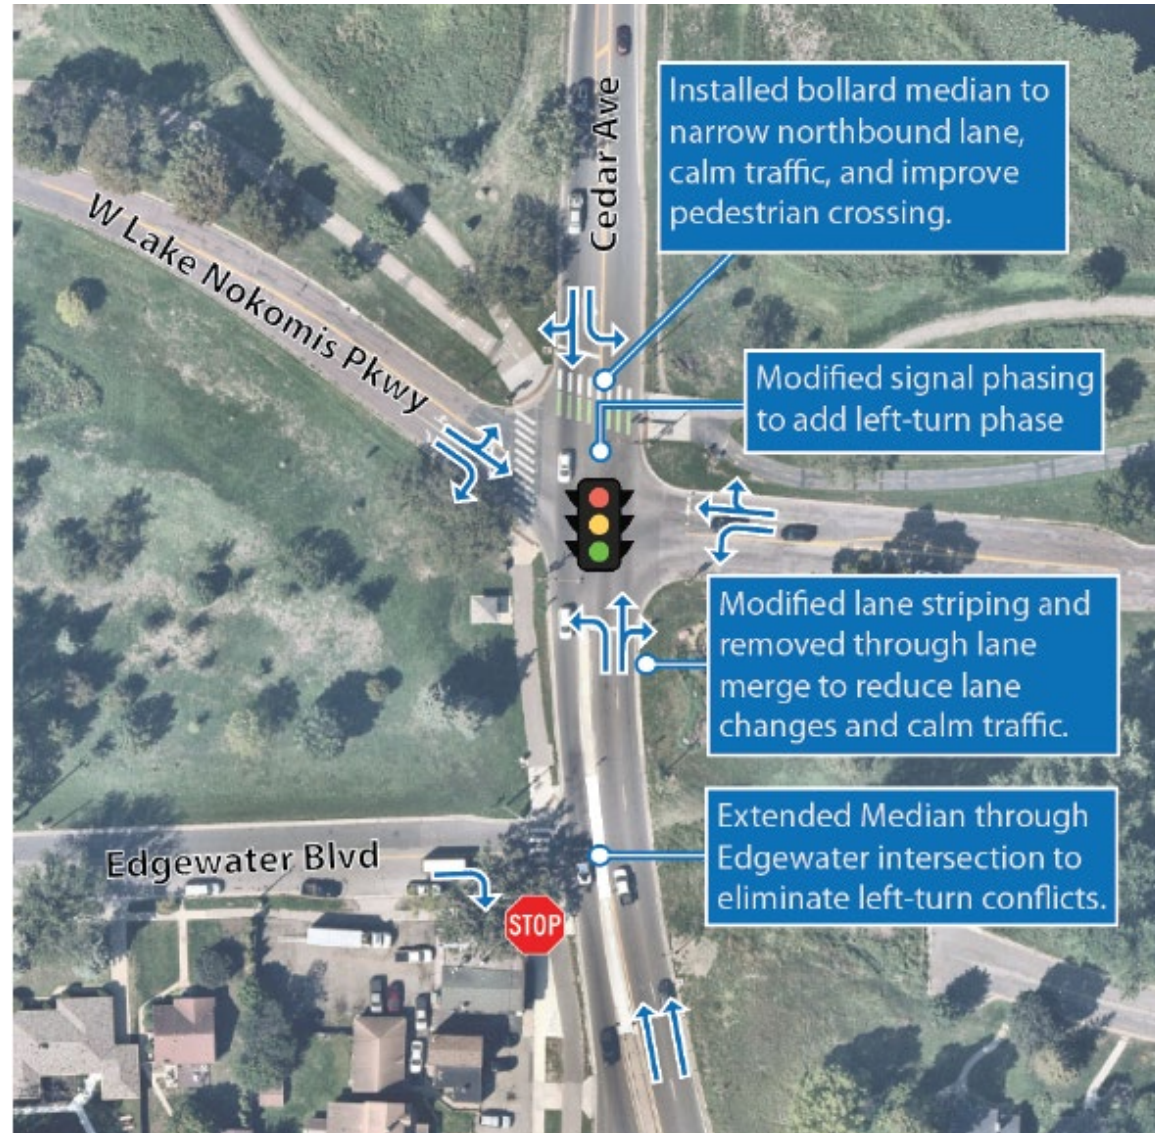 Cedar Ave
Installed bollard median to
narrow northbound lane,
calm traffic, and improve
pedestrian crossing.
W Lake Nokomis Pkwy
Modified signal phasing
to add left-turn phase
Modified lane striping and
removed through lane
merge to reduce lane
changes and calm traffic.
Extended Median through
Edgewater intersection to
eliminate left-turn conflicts.
Edgewater Blvd
STOP